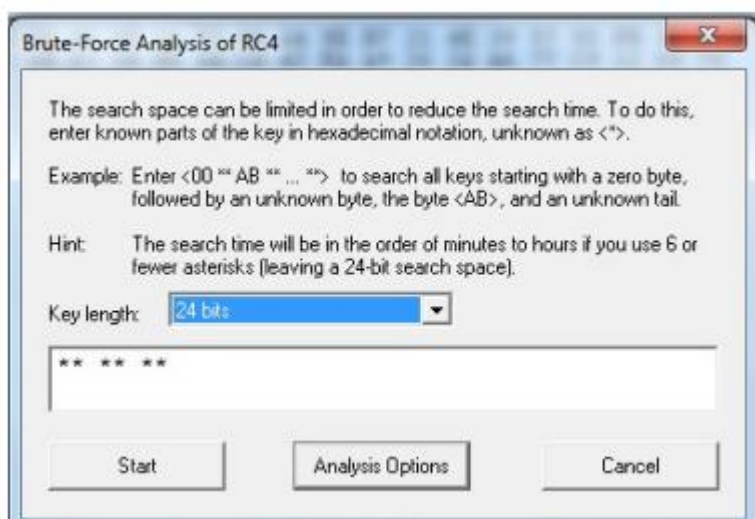 Brute-Force Analysis of RC4
The search space can be limited in order to reduce the search time. To do this,
enter known parts of the key in hexadecimal notation, unknown as <*>.
Example: Enter <00 ** AB ** ... **> to search all keys starting with a zero byte,
followed by an unknown byte, the byte <AB>, and an unknown tail.
Hint: The search time will be in the order of minutes to hours if you use 6 or
fewer asterisks (leaving a 24-bit search space).
Key length: 24 bits
** ** **
Start Analysis Options Cancel